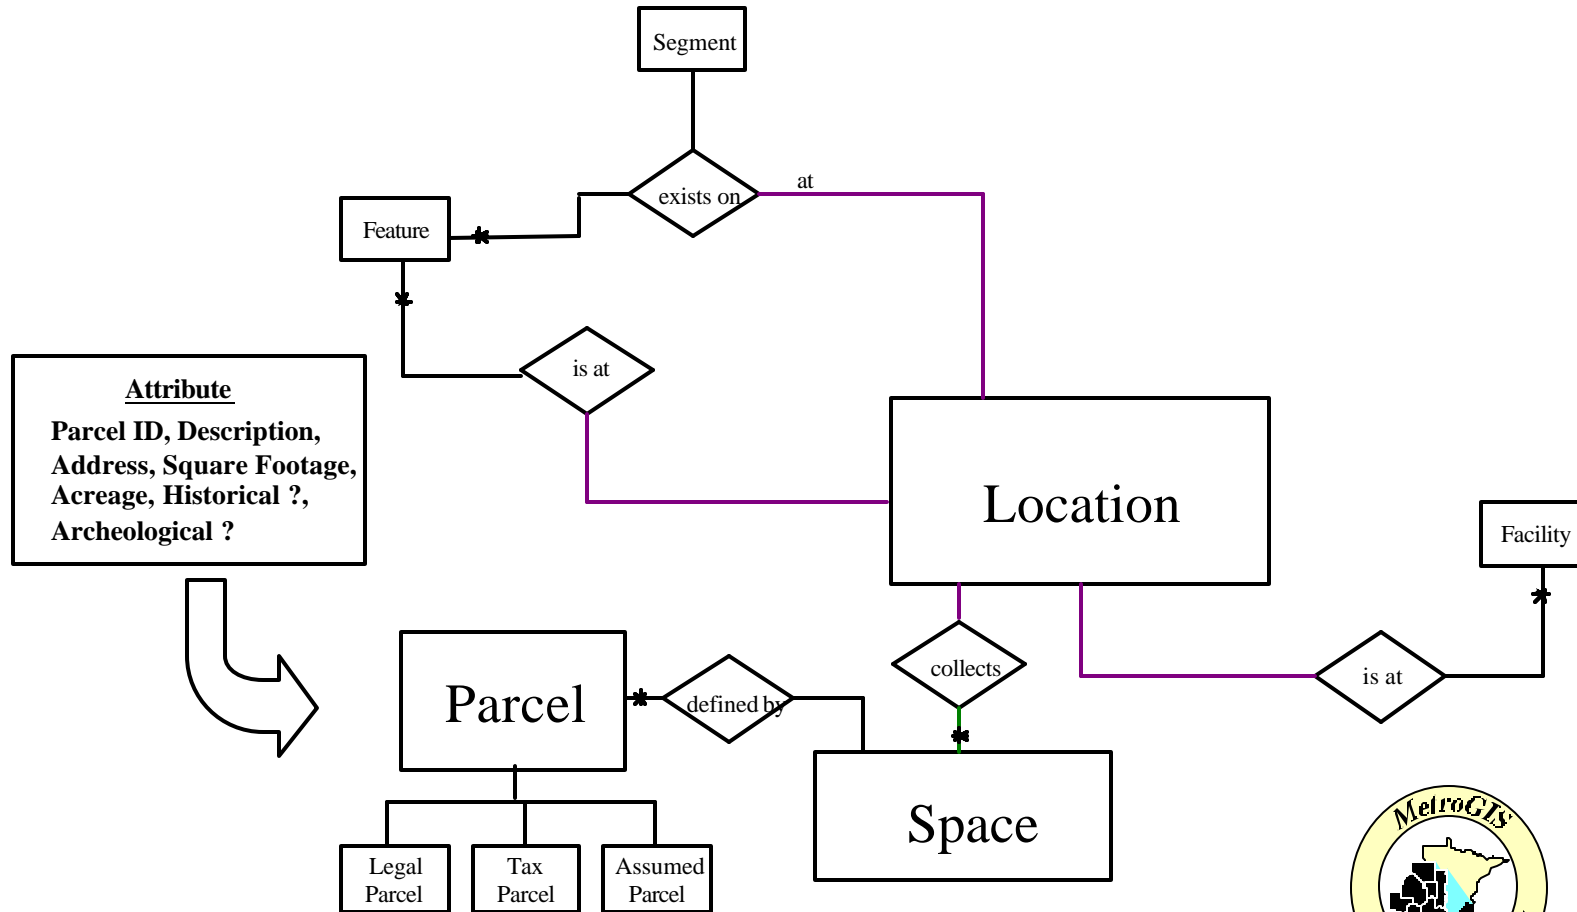 Segment
exists on
at
Feature
is at
Attribute
Parcel ID, Description,
Address, Square Footage,
Acreage, Historical ?,
Archeological ?
Location
Facility
Parcel
defined by
collects
is at
Space
Legal
Parcel
Tax
Parcel
Assumed
Parcel
MetroGIS